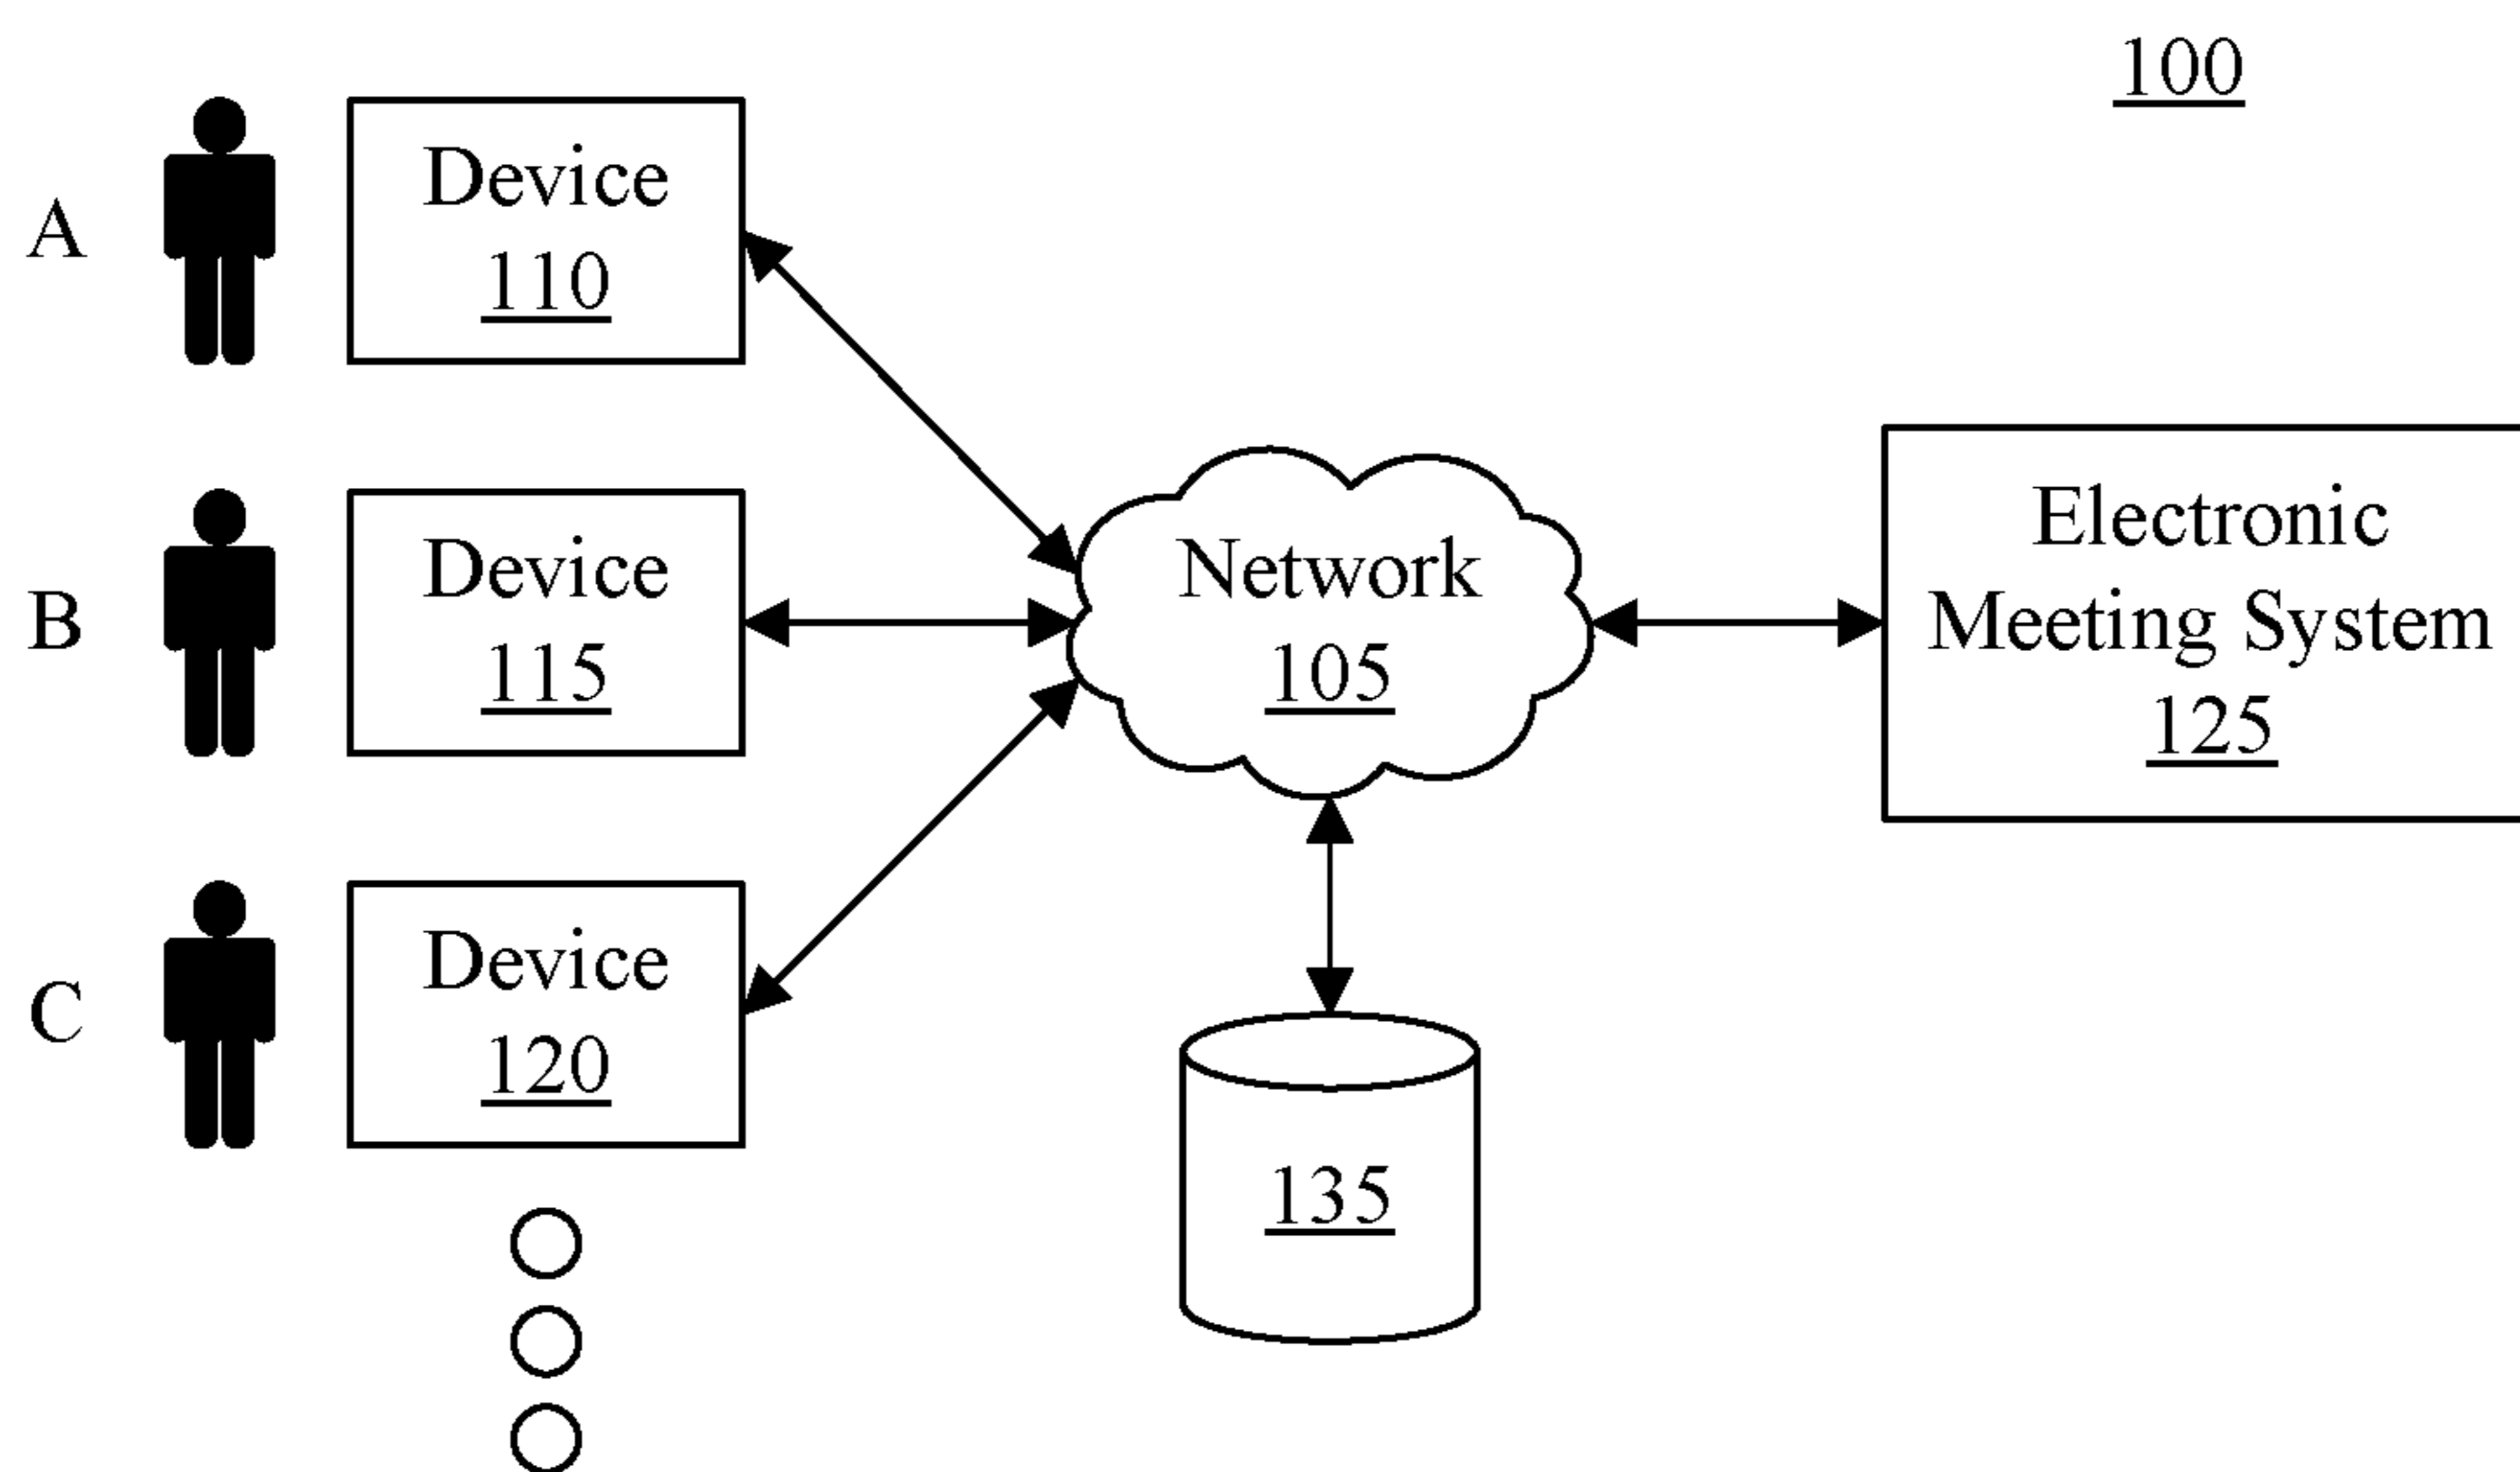 100
A
Device
110
B
Device
115
Network
105
Electronic
Meeting System
125
C
Device
120
135